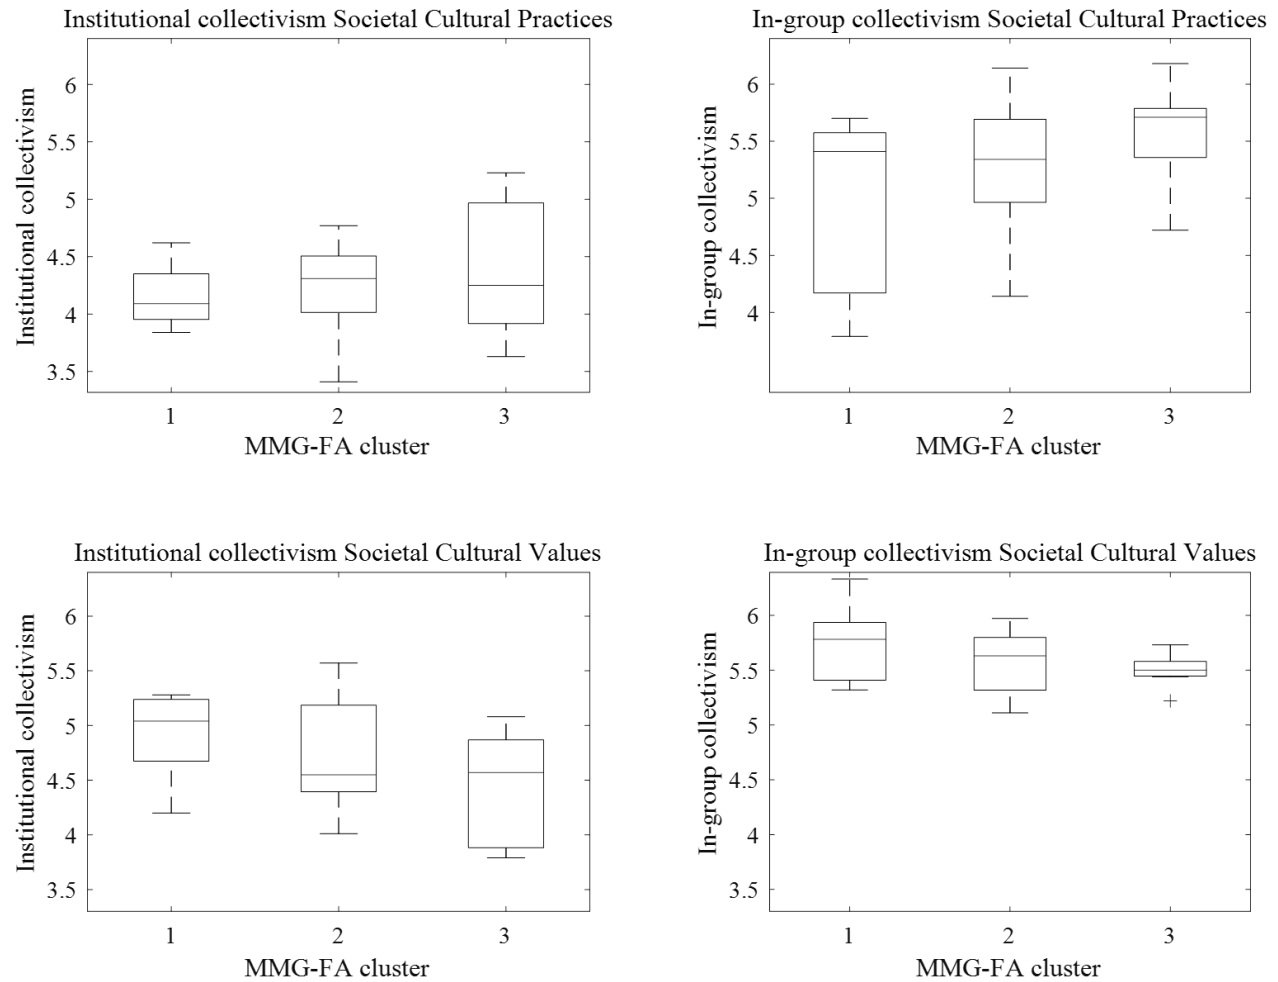 Institutional collectivism Societal Cultural Practices
Institutional collectivism
6
5.5
5
4.5
4
3.5
1 2 3
MMG-FA cluster
In-group collectivism Societal Cultural Practices
In-group collectivism
6
5.5
5
4.5
4
1 2 3
MMG-FA cluster
Institutional collectivism Societal Cultural Values
Institutional collectivism
6
5.5
5
4.5
4
3.5
1 2 3
MMG-FA cluster
In-group collectivism Societal Cultural Values
In-group collectivism
6
5.5
5
4.5
4
3.5
1 2 3
MMG-FA cluster